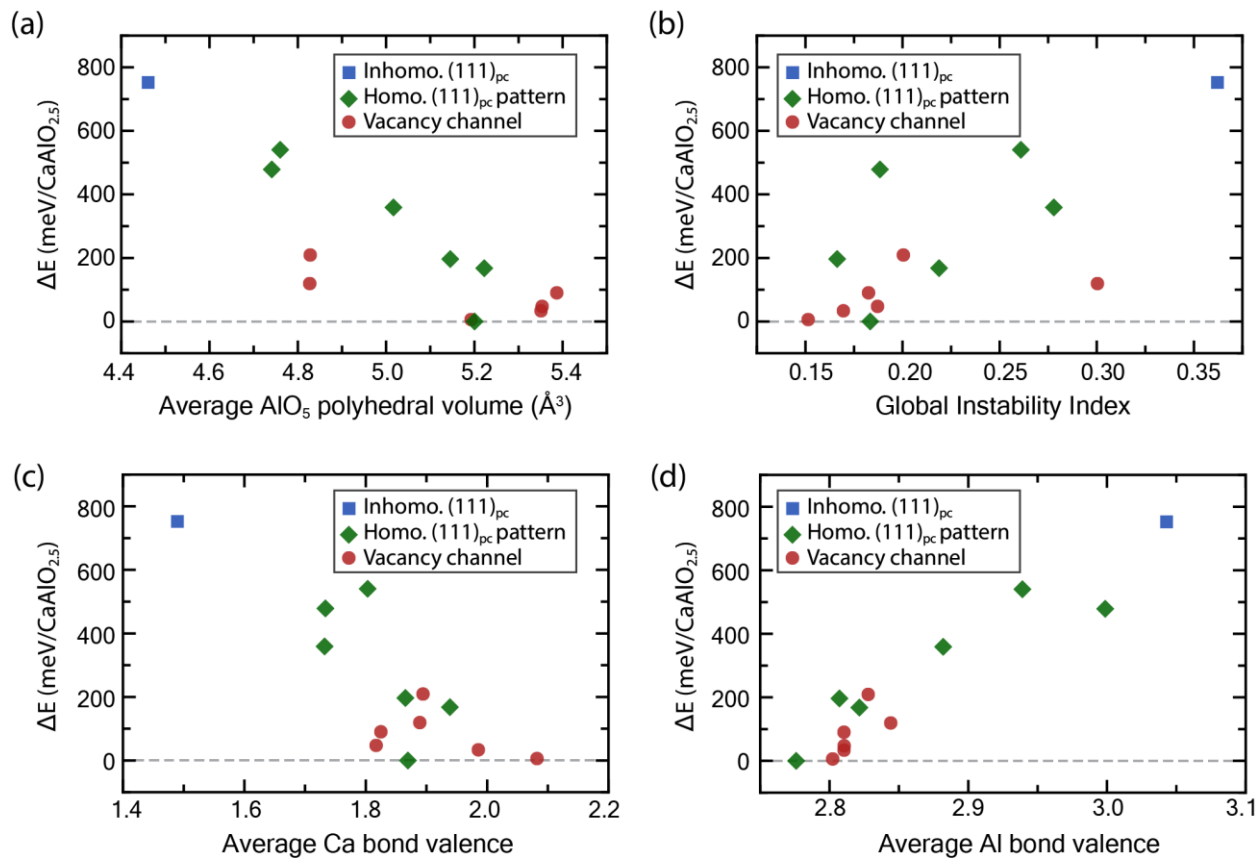 (a)
800
600
400
200
0
ΔE (meV/CaAlO2.5)
4.4 4.6 4.8 5.0 5.2 5.4
Average AlO5 polyhedral volume (Å3)
Inhomo. (111)pc
Homo. (111)pc pattern
Vacancy channel
(b)
800
600
400
200
0
ΔE (meV/CaAlO2.5)
0.15 0.20 0.25 0.30 0.35
Global Instability Index
Inhomo. (111)pc
Homo. (111)pc pattern
Vacancy channel
(c)
800
600
400
200
0
ΔE (meV/CaAlO2.5)
1.4 1.6 1.8 2.0 2.2
Average Ca bond valence
Inhomo. (111)pc
Homo. (111)pc pattern
Vacancy channel
(d)
800
600
400
200
0
ΔE (meV/CaAlO2.5)
2.8 2.9 3.0 3.1
Average Al bond valence
Inhomo. (111)pc
Homo. (111)pc pattern
Vacancy channel